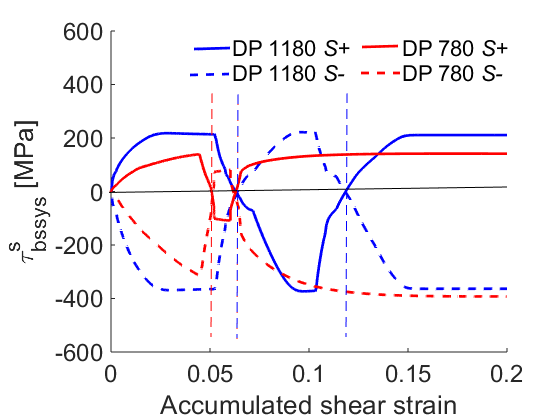 600
DP 1180 S+ DP 780 S+
DP 1180 S- DP 780 S-
400
200
0
-200
-400
-600
τ^s_bssys [MPa]
0 0.05 0.1 0.15 0.2
Accumulated shear strain